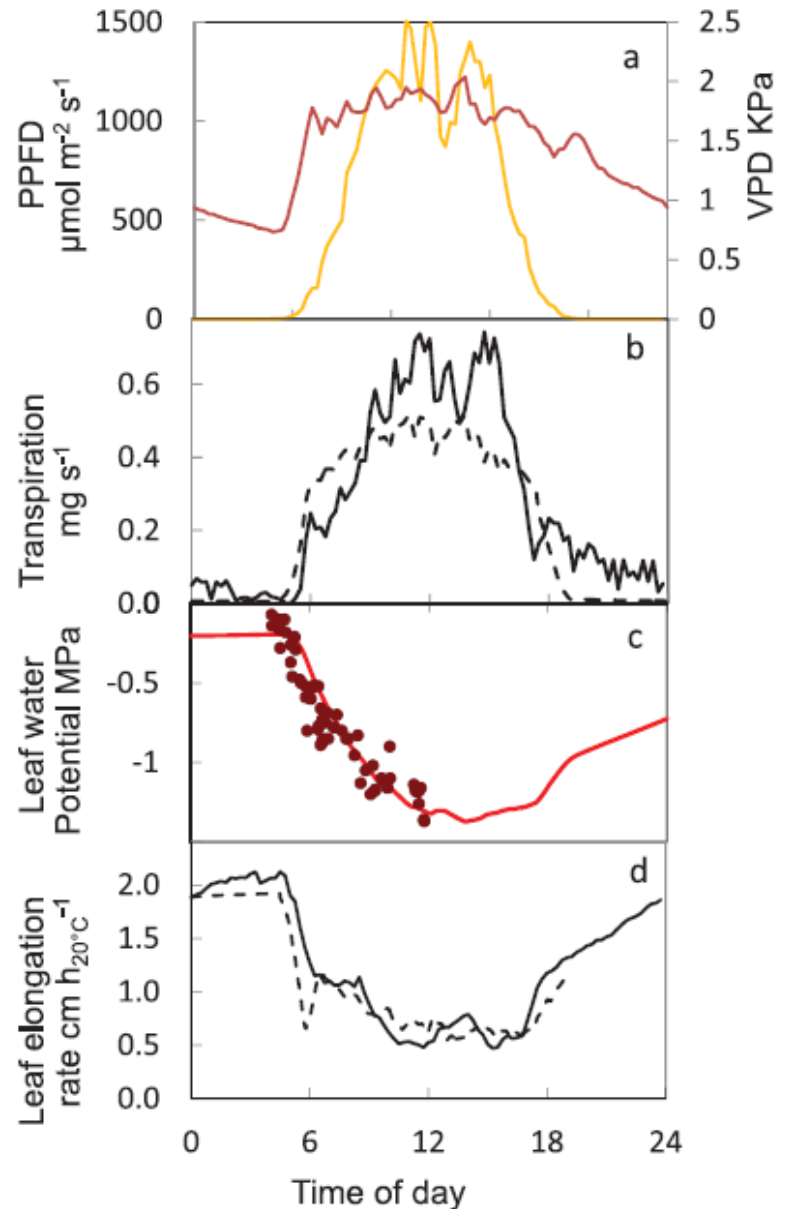 a
PPFD
μmol m-2 s-1
1500
1000
500
0
VPD KPa
2.5
2
1.5
1
0.5
0
b
Transpiration
mg s-1
0.6
0.4
0.2
0.0
c
Leaf water
Potential MPa
-0.5
-1
d
Leaf elongation
rate cm h20°C-1
2.0
1.5
1.0
0.5
0.0
0 6 12 18 24
Time of day